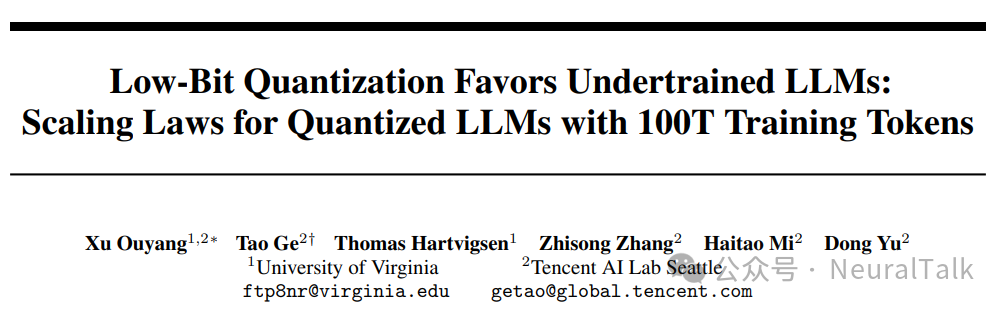 Low-Bit Quantization Favors Undertrained LLMs:
Scaling Laws for Quantized LLMs with 100T Training Tokens
Xu Ouyang1,2∗ Tao Ge2† Thomas Hartvigsen1 Zhisong Zhang2 Haitao Mi2 Dong Yu2
1University of Virginia 2Tencent AI Lab Seattle
公众号 · NeuralTalk
ftp8nr@virginia.edu getao@global.tencent.com